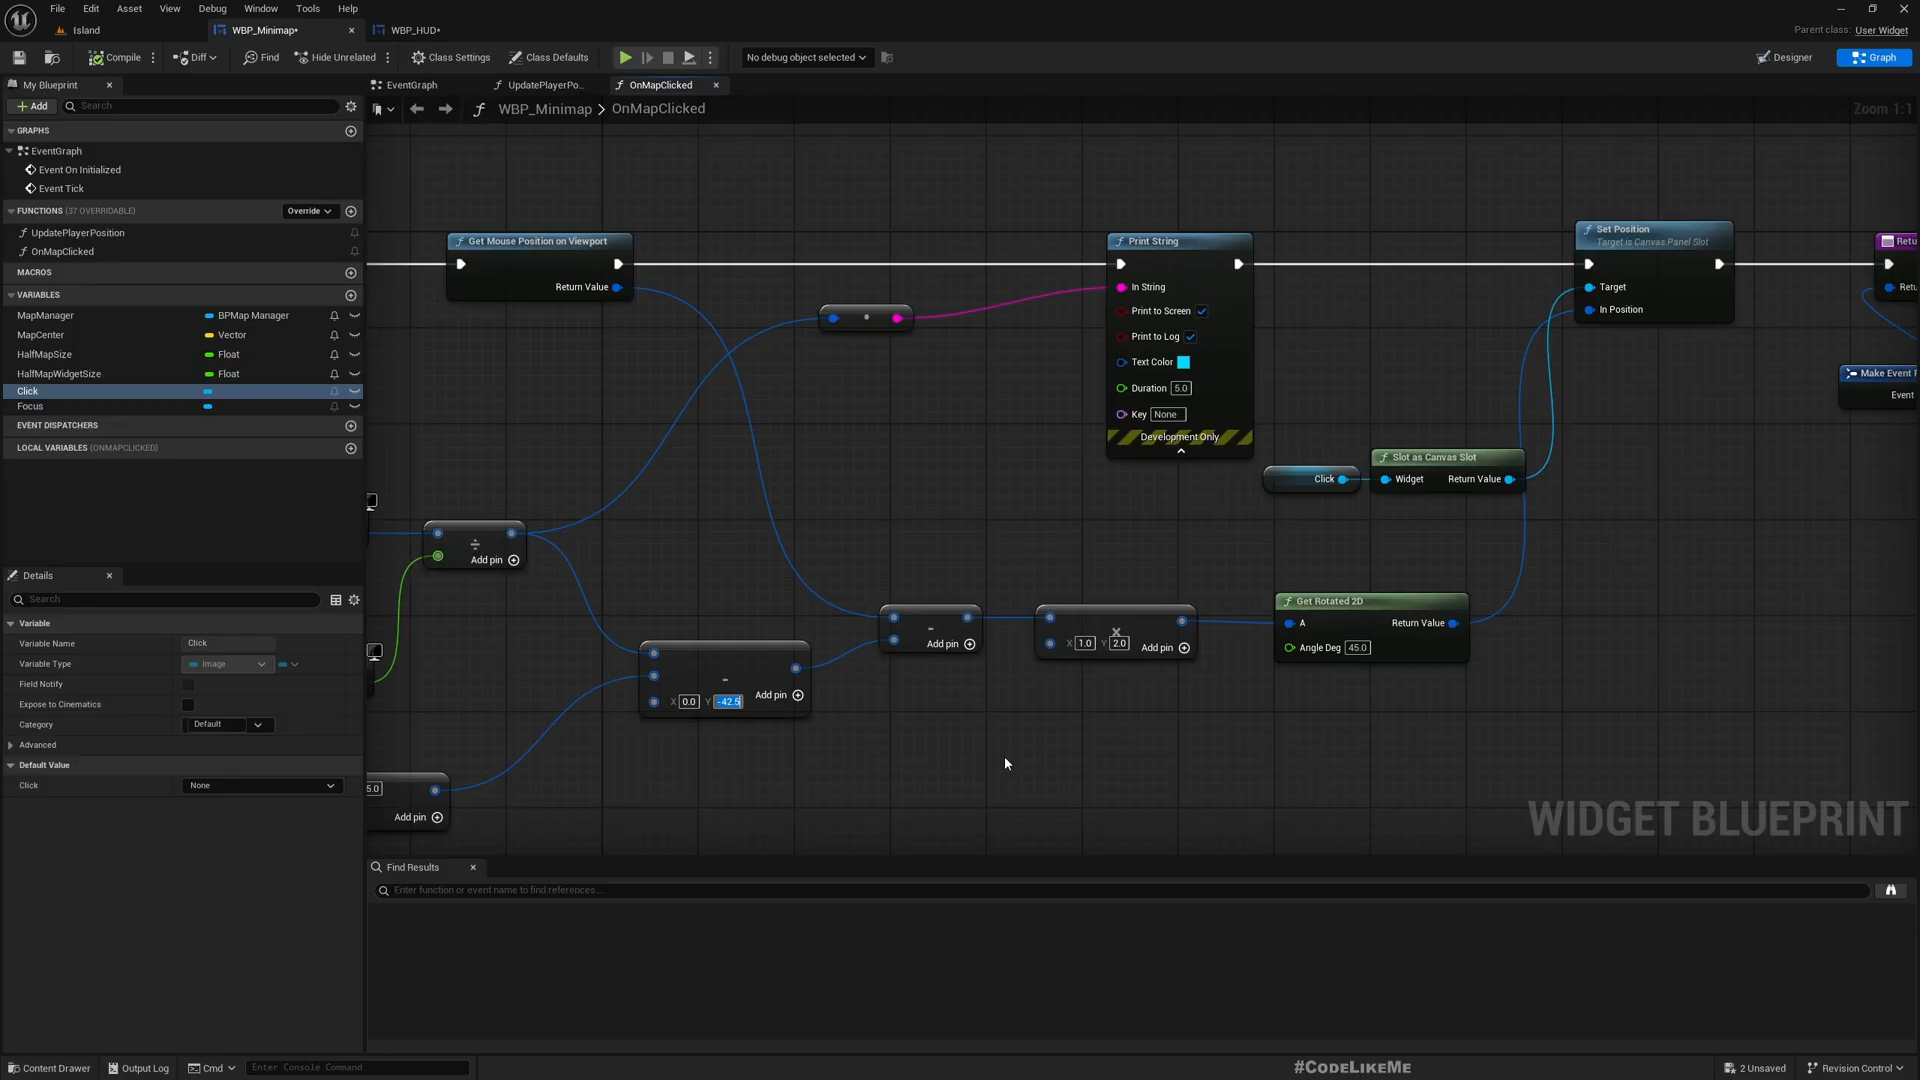 File Edit Asset View Debug Window Tools Help
Island
WBP_Minimap•
WBP_HUD•
Parent class: User Widget
Compile
Diff
Find
Hide Unrelated
Class Settings
Class Defaults
No debug object selected
Designer
Graph
My Blueprint
EventGraph
UpdatePlayerPo...
OnMapClicked
Add
Search
WBP_Minimap > OnMapClicked
Zoom 1:1
GRAPHS
EventGraph
Event On Initialized
Event Tick
FUNCTIONS (37 OVERRIDABLE)
Override
UpdatePlayerPosition
OnMapClicked
MACROS
VARIABLES
MapManager BPMap Manager
MapCenter Vector
HalfMapSize Float
HalfMapWidgetSize Float
Click
Focus
EVENT DISPATCHERS
LOCAL VARIABLES (ONMAPCLICKED)
Get Mouse Position on Viewport
Return Value
Print String
In String
Print to Screen
Print to Log
Text Color
Duration 5.0
Key None
Development Only
Set Position
Target is Canvas Panel Slot
Target
In Position
Retu
Retu
Make Event R
Event
Click
Slot as Canvas Slot
Widget Return Value
÷
Add pin
-
X 0.0 Y -42.5
Add pin
-
Add pin
x
X 1.0 Y 2.0 Add pin
Get Rotated 2D
A Return Value
Angle Deg 45.0
5.0
Add pin
WIDGET BLUEPRINT
Details
Search
Variable
Variable Name Click
Variable Type Image
Field Notify
Expose to Cinematics
Category Default
Advanced
Default Value
Click None
Find Results
Enter function or event name to find references...
Content Drawer
Output Log
Cmd
Enter Console Command
#CODELIKEME
2 Unsaved
Revision Control